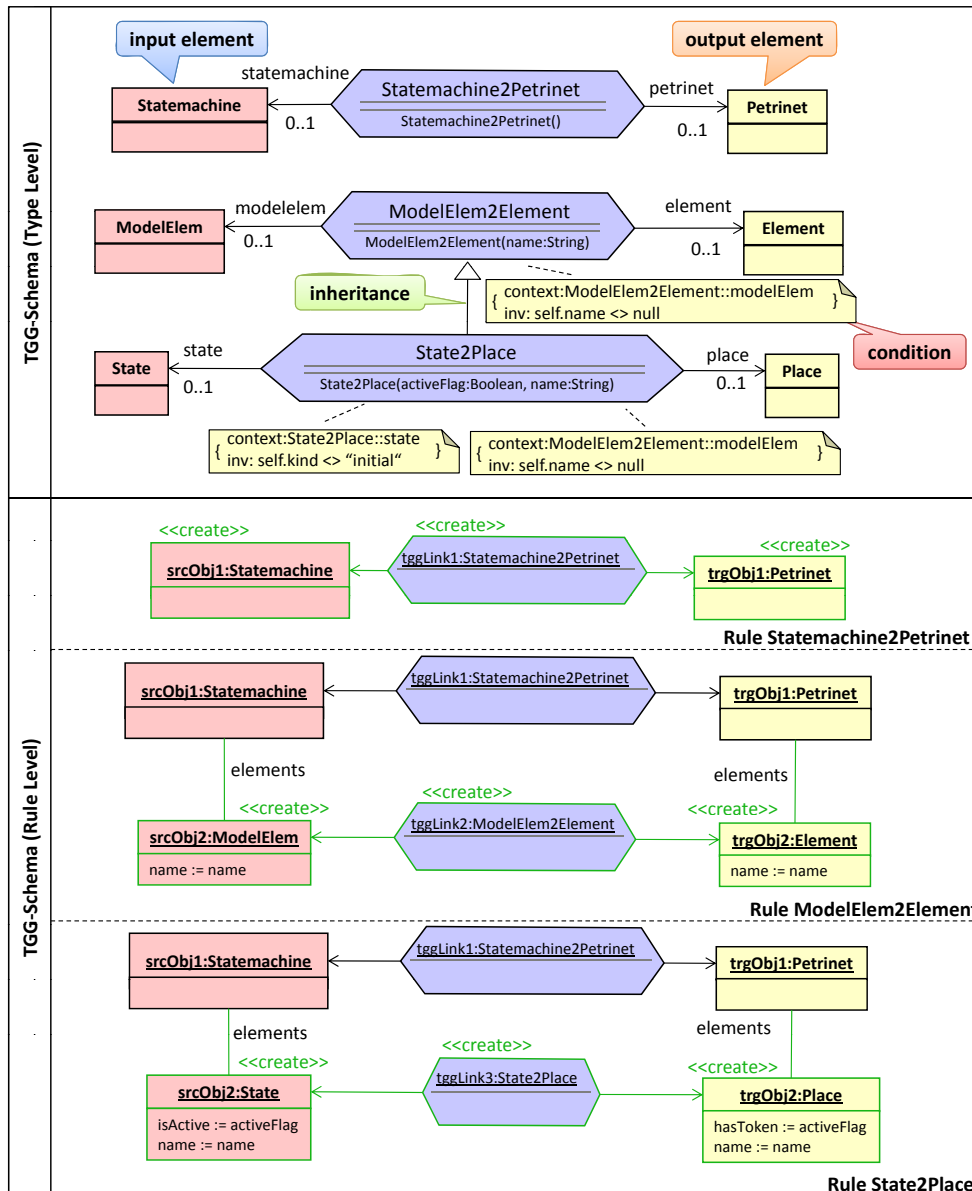 TGG-Schema (Type Level)
input element
output element
statemachine
Statemachine2Petrinet
petrinet
Statemachine
Statemachine2Petrinet()
Petrinet
0..1
0..1
modelelem
ModelElem2Element
element
ModelElem
ModelElem2Element(name:String)
Element
0..1
0..1
inheritance
{ context:ModelElem2Element::modelElem }
inv: self.name <> null
condition
state
State2Place
place
State
State2Place(activeFlag:Boolean, name:String)
Place
0..1
0..1
{ context:State2Place::state }
inv: self.kind <> “initial“
{ context:ModelElem2Element::modelElem }
inv: self.name <> null
TGG-Schema (Rule Level)
<<create>>
<<create>>
<<create>>
srcObj1:Statemachine
tggLink1:Statemachine2Petrinet
trgObj1:Petrinet
Rule Statemachine2Petrinet
srcObj1:Statemachine
tggLink1:Statemachine2Petrinet
trgObj1:Petrinet
elements
elements
<<create>>
<<create>>
<<create>>
srcObj2:ModelElem
tggLink2:ModelElem2Element
trgObj2:Element
name := name
name := name
Rule ModelElem2Element
srcObj1:Statemachine
tggLink1:Statemachine2Petrinet
trgObj1:Petrinet
elements
elements
<<create>>
<<create>>
<<create>>
srcObj2:State
tggLink3:State2Place
trgObj2:Place
isActive := activeFlag
name := name
hasToken := activeFlag
name := name
Rule State2Place